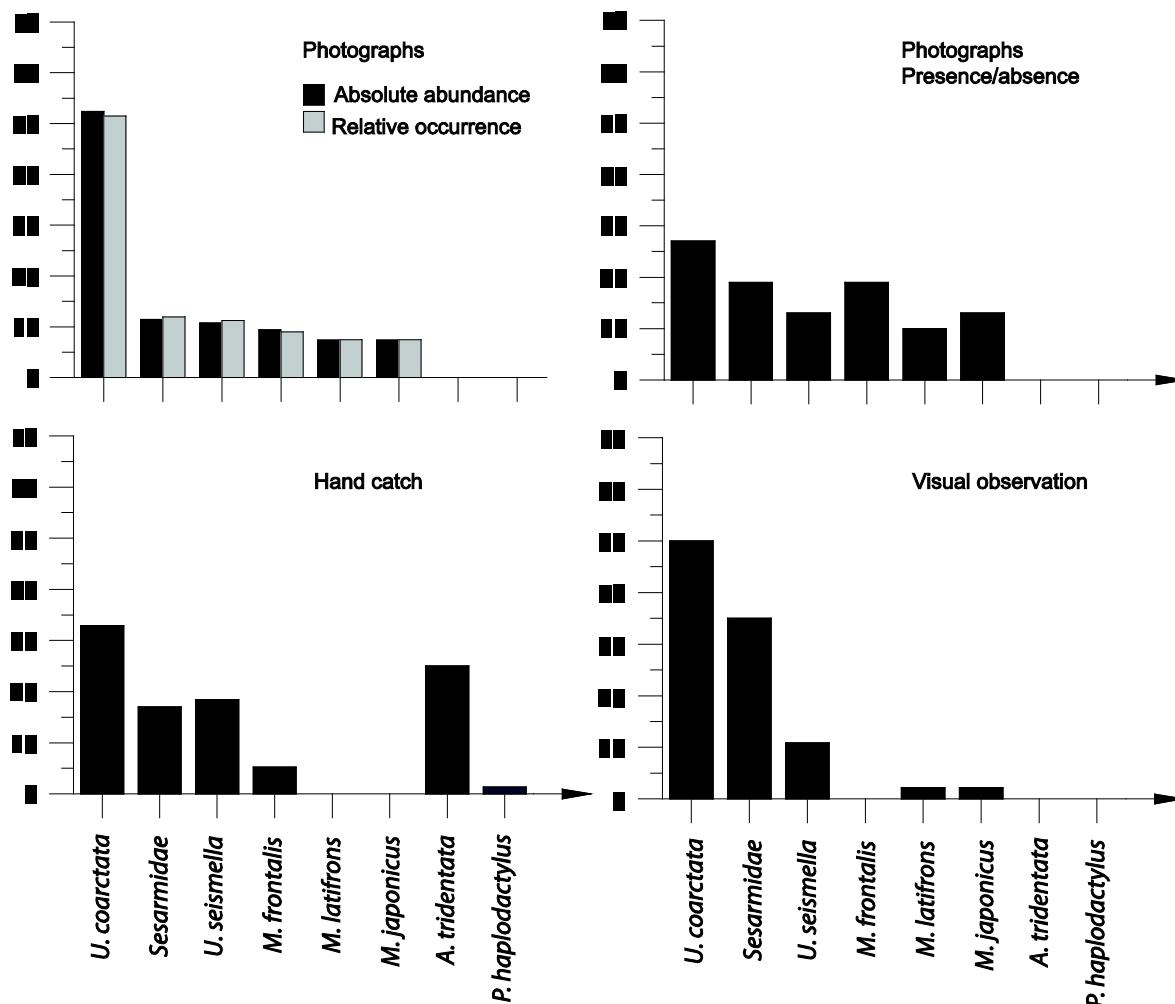 Photographs
Absolute abundance
Relative occurrence
Photographs
Presence/absence
Hand catch
Visual observation
U. coarctata
Sesarmidae
U. seismella
M. frontalis
M. latifrons
M. japonicus
A. tridentata
P. haplodactylus
U. coarctata
Sesarmidae
U. seismella
M. frontalis
M. latifrons
M. japonicus
A. tridentata
P. haplodactylus